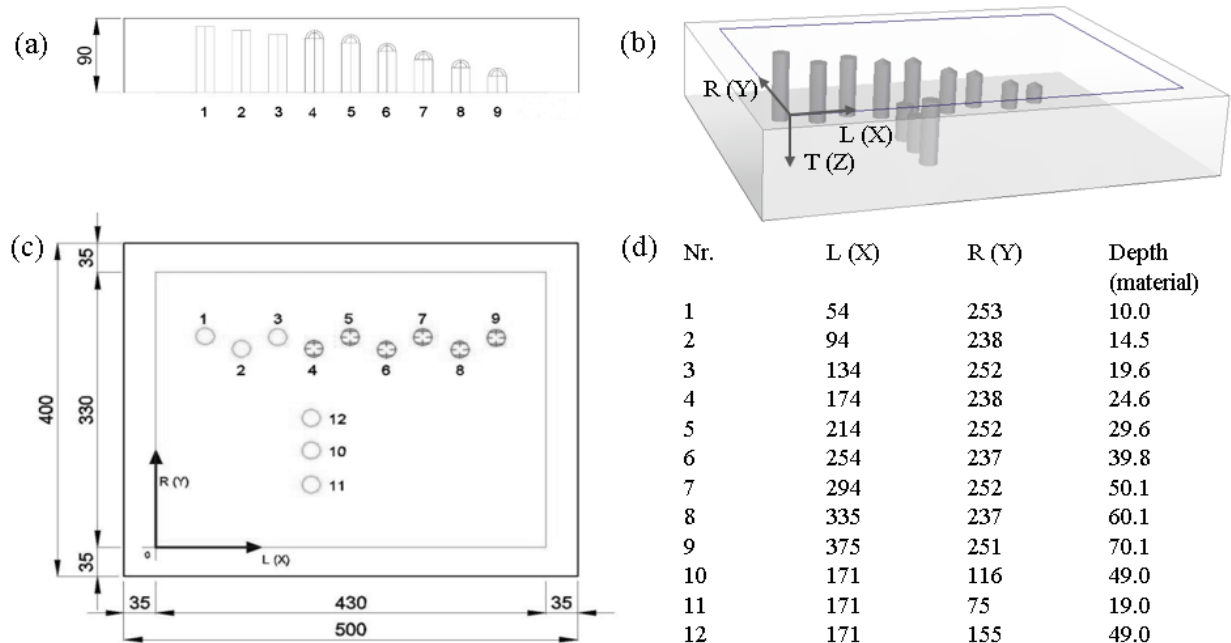 (a)
90
1 2 3 4 5 6 7 8 9
(b)
R (Y)
L (X)
T (Z)
(c)
35
400
330
35
1 3 5 7 9
2 4 6 8
12
10
11
R (Y)
0
L (X)
35 430 35
500
(d)
Nr. L (X) R (Y) Depth
(material)
1 54 253 10.0
2 94 238 14.5
3 134 252 19.6
4 174 238 24.6
5 214 252 29.6
6 254 237 39.8
7 294 252 50.1
8 335 237 60.1
9 375 251 70.1
10 171 116 49.0
11 171 75 19.0
12 171 155 49.0